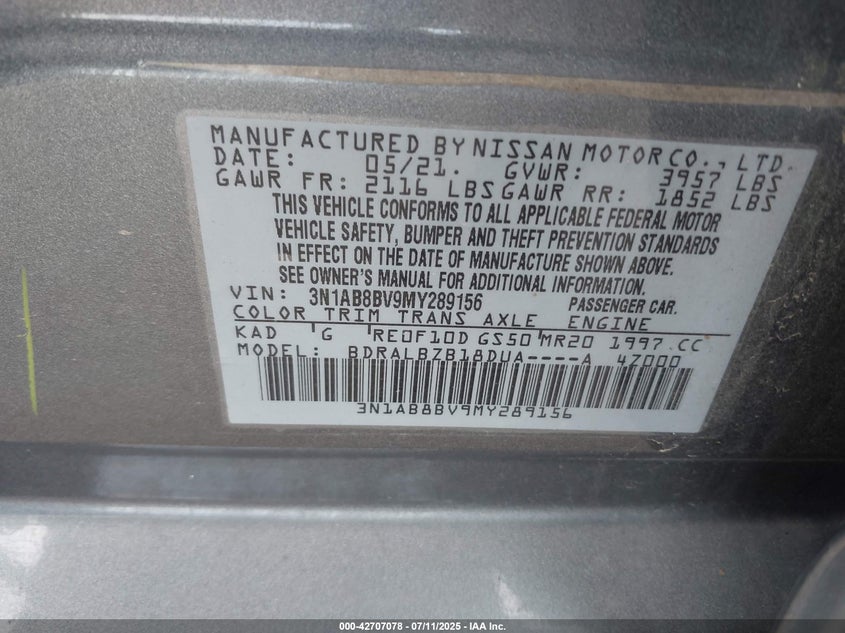 MANUFACTURED BY NISSAN MOTOR CO., LTD.
DATE: 05/21. GVWR: 3957 LBS
GAWR FR: 2116 LBS GAWR RR: 1852 LBS
THIS VEHICLE CONFORMS TO ALL APPLICABLE FEDERAL MOTOR
VEHICLE SAFETY, BUMPER AND THEFT PREVENTION STANDARDS
IN EFFECT ON THE DATE OF MANUFACTURE SHOWN ABOVE.
SEE OWNER'S MANUAL FOR ADDITIONAL INFORMATION.
VIN: 3N1AB8BV9MY289156 PASSENGER CAR.
COLOR TRIM TRANS AXLE ENGINE
KAD G RE0F10D GS50 MR20 1997.CC
MODEL: BDRALBZB18DUA----A 4Z000
3N1AB8BV9MY289156
000-42707078 - 07/11/2025 - IAA Inc.